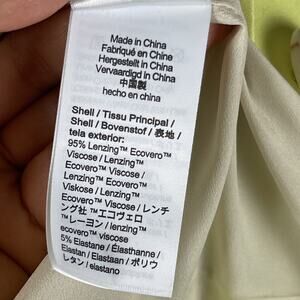 Made in China
Fabriqué en Chine
Hergestellt in China
Vervaardigd in China
中国製
hecho en china
Shell / Tissu Principal /
Shell / Bovenstof / 表地 /
tela exterior:
95% Lenzing™ Ecovero™
Viscose / Lenzing™
Ecovero™ Viscose /
Lenzing™ Ecovero™
Viskose / Lenzing™
Ecovero™ Viscose / レンチ
ング社 ™エコヴェロ
™レーヨン / lenzing™
ecovero™ viscose
5% Elastane / Élasthanne /
Elastan / Elastaan / ポリウ
レタン / elastano